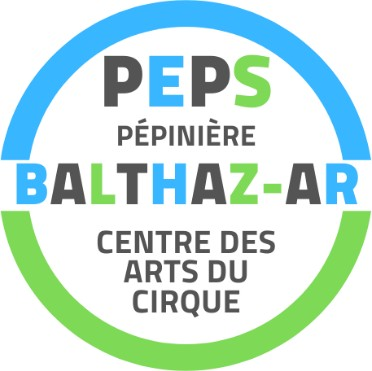 PEPS
PÉPINIÈRE
BALTHAZ-AR
CENTRE DES
ARTS DU
CIRQUE